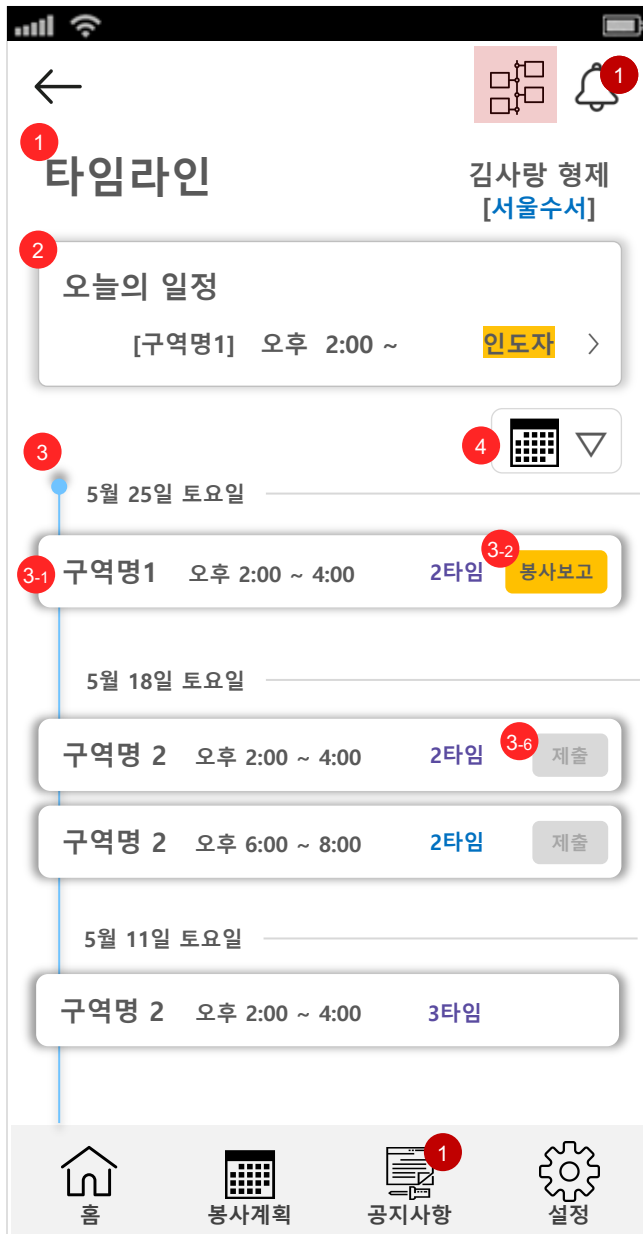 1
1
타임라인
김사랑 형제
[서울수서]
2
오늘의 일정
[구역명1] 오후 2:00 ~ 인도자
4
3
5월 25일 토요일
3-1 구역명1 오후 2:00 ~ 4:00 2타임 3-2 봉사보고
5월 18일 토요일
구역명 2 오후 2:00 ~ 4:00 2타임 3-6 제출
구역명 2 오후 6:00 ~ 8:00 2타임 제출
5월 11일 토요일
구역명 2 오후 2:00 ~ 4:00 3타임
1
홈 봉사계획 공지사항 설정